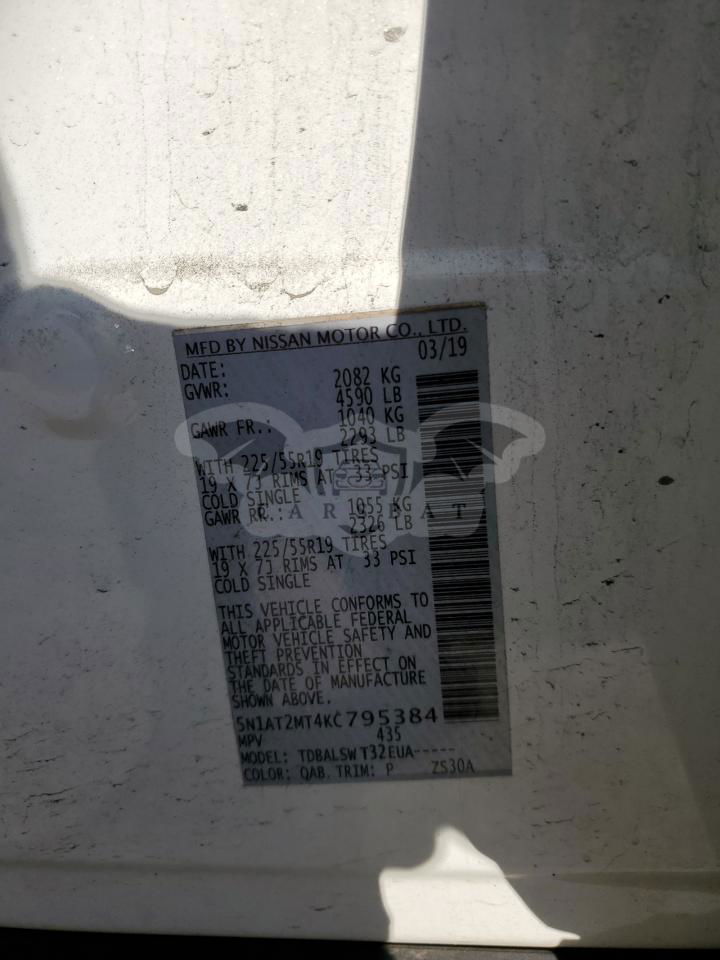 MFD BY NISSAN MOTOR CO., LTD.
DATE: 03/19
GVWR: 2082 KG
4590 LB
GAWR FR.: 1040 KG
2293 LB
WITH 225/55R19 TIRES
19 X 7J RIMS AT 33 PSI
COLD SINGLE
GAWR RR.: 1055 KG
2326 LB
CAR BAT
WITH 225/55R19 TIRES
19 X 7J RIMS AT 33 PSI
COLD SINGLE
THIS VEHICLE CONFORMS TO
ALL APPLICABLE FEDERAL
MOTOR VEHICLE SAFETY AND
THEFT PREVENTION
STANDARDS IN EFFECT ON
THE DATE OF MANUFACTURE
SHOWN ABOVE.
5N1AT2MT4KC795384
MPV 435
MODEL: TDBALSWT32EUA-----
COLOR: QAB. TRIM: P ZS30A